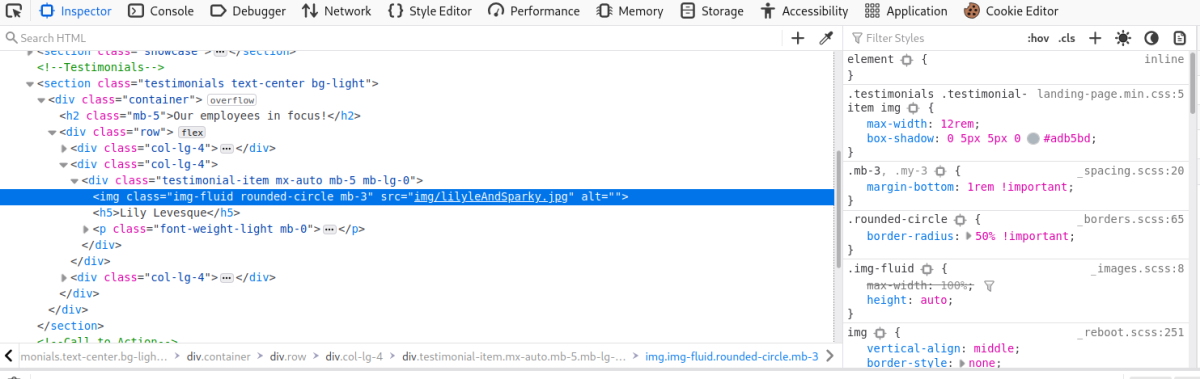 Inspector Console Debugger Network Style Editor Performance Memory Storage Accessibility Application Cookie Editor
Search HTML
<section class="showcase"> </section>
<!--Testimonials-->
<section class="testimonials text-center bg-light">
<div class="container"> overflow
<h2 class="mb-5">Our employees in focus!</h2>
<div class="row"> flex
<div class="col-lg-4"> </div>
<div class="col-lg-4">
<div class="testimonial-item mx-auto mb-5 mb-lg-0">
<img class="img-fluid rounded-circle mb-3" src="img/lilyleAndSparky.jpg" alt="">
<h5>Lily Levesque</h5>
<p class="font-weight-light mb-0"> </p>
</div>
</div>
<div class="col-lg-4"> </div>
</div>
</div>
</section>
<!--Call to Action-->
monials.text-center.bg-ligh... div.container div.row div.col-lg-4 div.testimonial-item.mx-auto.mb-5.mb-lg-... img.img-fluid.rounded-circle.mb-3
Filter Styles :hov .cls
element { inline
}
.testimonials .testimonial- landing-page.min.css:5
item img {
max-width: 12rem;
box-shadow: 0 5px 5px 0 #adb5bd;
}
.mb-3, .my-3 { _spacing.scss:20
margin-bottom: 1rem !important;
}
.rounded-circle { _borders.scss:65
border-radius: 50% !important;
}
.img-fluid { _images.scss:8
max-width: 100%;
height: auto;
}
img { _reboot.scss:251
vertical-align: middle;
border-style: none;